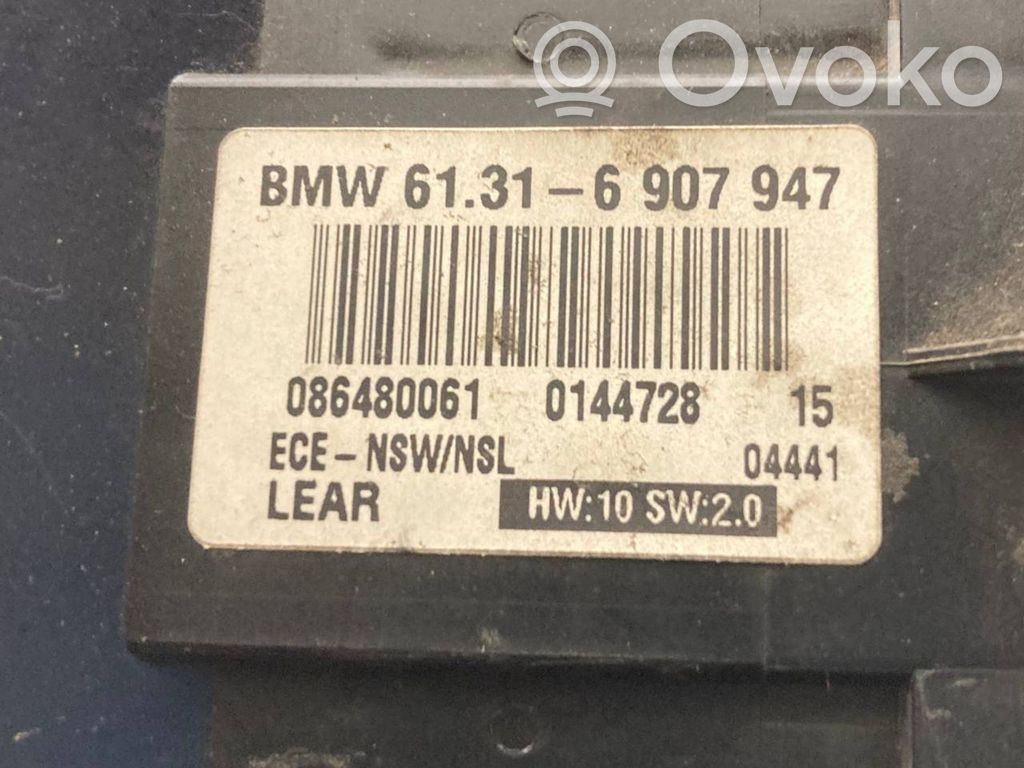 Ovoko
BMW 61.31-6 907 947
086480061 0144728 15
ECE-NSW/NSL 04441
LEAR HW:10 SW:2.0